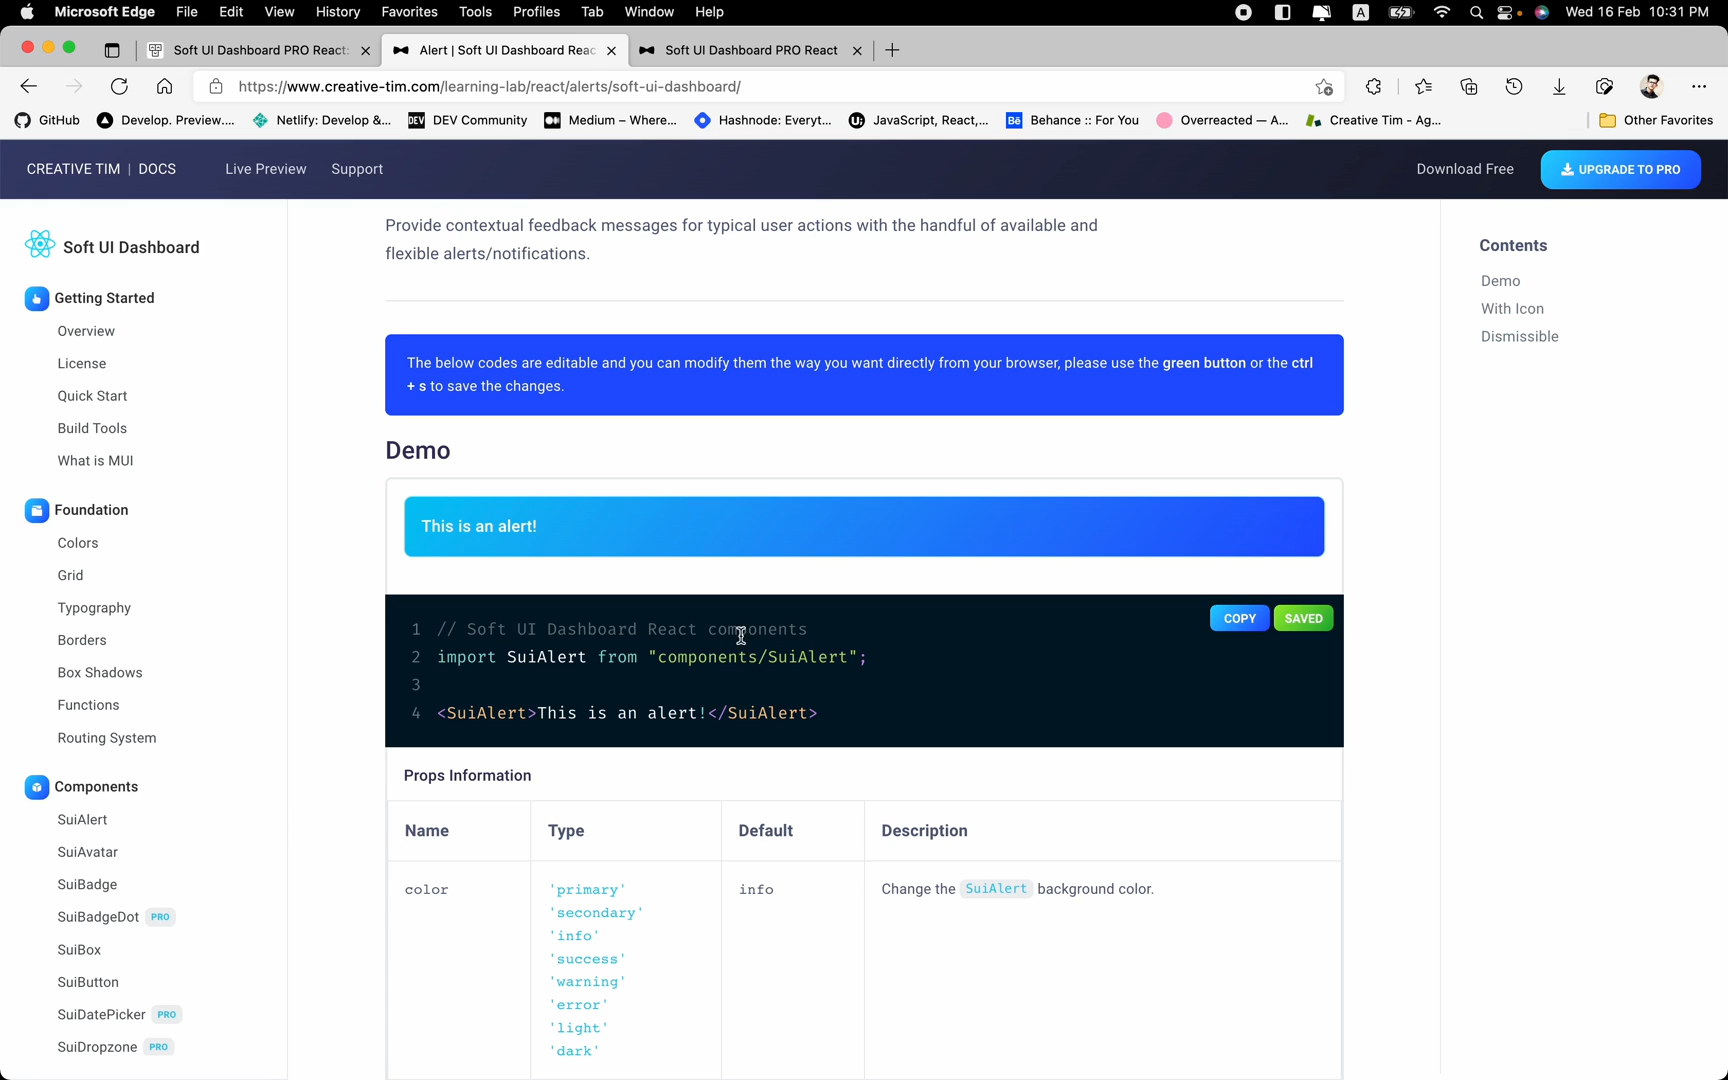 Microsoft Edge File Edit View History Favorites Tools Profiles Tab Window Help A Wed 16 Feb 10:31 PM
Soft UI Dashboard PRO React Alert | Soft UI Dashboard Reac Soft UI Dashboard PRO React
https://www.creative-tim.com/learning-lab/react/alerts/soft-ui-dashboard/
GitHub Develop. Preview.... Netlify: Develop &... DEV DEV Community Medium – Where... Hashnode: Everyt... JavaScript, React,... Bē Behance :: For You Overreacted — A... Creative Tim - Ag... Other Favorites
CREATIVE TIM | DOCS Live Preview Support Download Free UPGRADE TO PRO
Soft UI Dashboard
Getting Started
Overview
License
Quick Start
Build Tools
What is MUI
Foundation
Colors
Grid
Typography
Borders
Box Shadows
Functions
Routing System
Components
SuiAlert
SuiAvatar
SuiBadge
SuiBadgeDot PRO
SuiBox
SuiButton
SuiDatePicker PRO
SuiDropzone PRO
Provide contextual feedback messages for typical user actions with the handful of available and
flexible alerts/notifications.
The below codes are editable and you can modify them the way you want directly from your browser, please use the green button or the ctrl
+ s to save the changes.
Demo
This is an alert!
COPY SAVED
1 // Soft UI Dashboard React components
2 import SuiAlert from "components/SuiAlert";
3
4 <SuiAlert>This is an alert!</SuiAlert>
Props Information
Name Type Default Description
color 'primary' info Change the SuiAlert background color.
'secondary'
'info'
'success'
'warning'
'error'
'light'
'dark'
Contents
Demo
With Icon
Dismissible